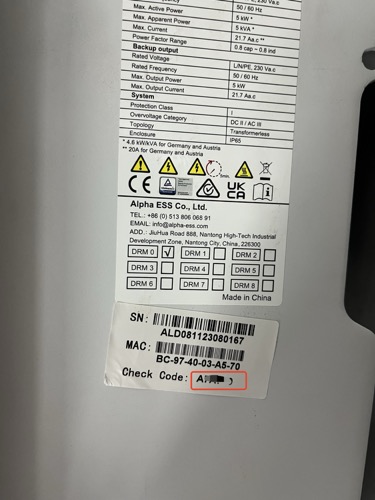 Max. Active Power 50 / 60 Hz
Max. Apparent Power 5 kW *
Max. Current 5 kVA *
Power Factor Range 21.7 Aa.c **
Backup output 0.8 cap ~ 0.8 ind
Rated Voltage
Rated Frequency L/N/PE, 230 Va.c
Max. Output Power 50 / 60 Hz
Max. Output Current 5 kW
System 21.7 Aa.c
Protection Class
Overvoltage Category I
Topology DC II / AC III
Enclosure Transformerless
IP65
* 4.6 kW/kVA for Germany and Austria
** 20A for Germany and Austria
5min.
CE
UK
CA
Alpha ESS Co., Ltd.
TEL.: +86 (0) 513 806 068 91
EMAIL: info@alpha-ess.com
ADD.: JiuHua Road 888, Nantong High-Tech Industrial
Development Zone, Nantong City, China, 226300
DRM 0 ✓ DRM 1 DRM 2
DRM 3 DRM 4 DRM 5
DRM 6 DRM 7 DRM 8
Made in China
SN:
ALD081123080167
MAC:
BC-97-40-03-A5-70
Check Code: